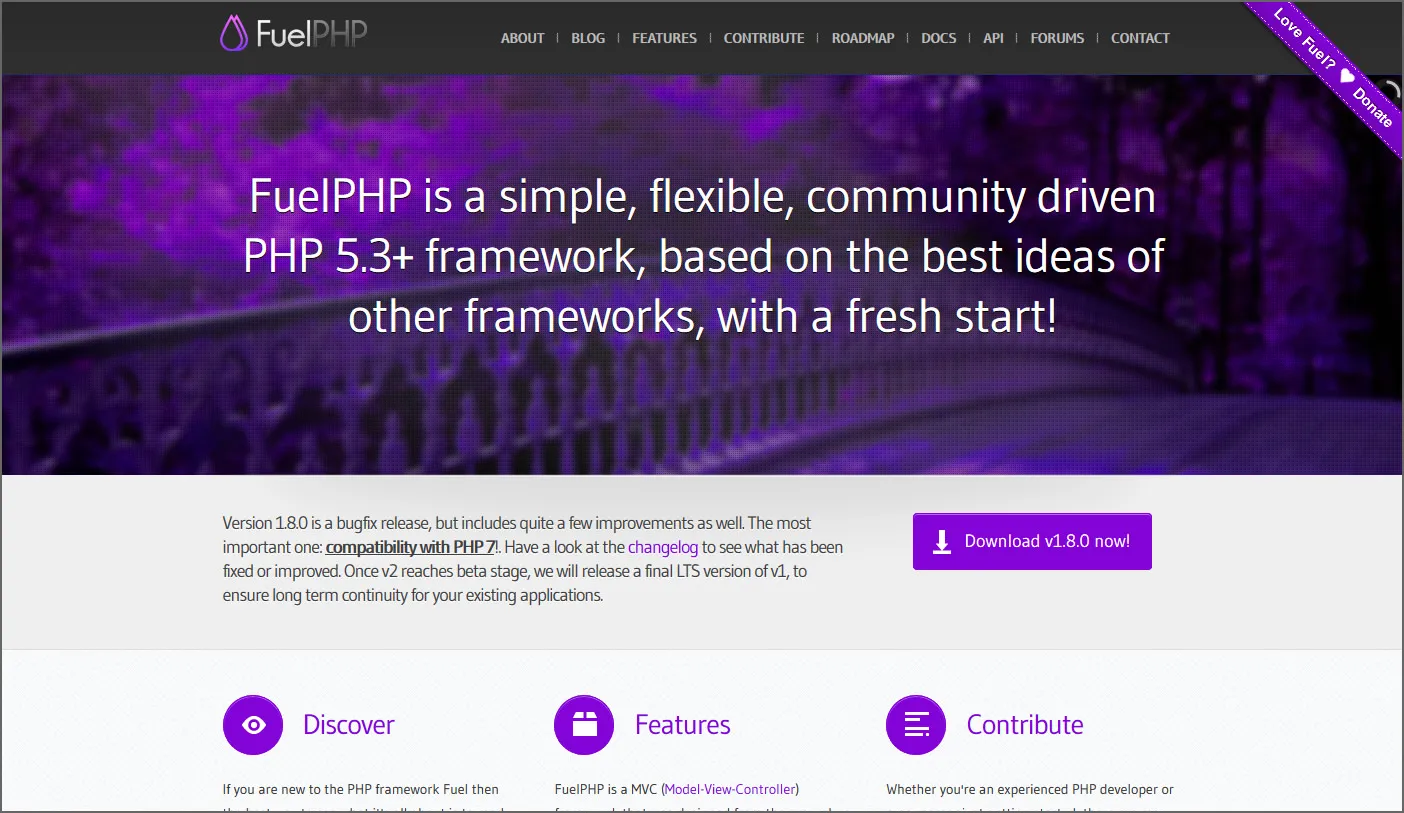 FuelPHP
ABOUT | BLOG | FEATURES | CONTRIBUTE | ROADMAP | DOCS | API | FORUMS | CONTACT
Love Fuel? Donate
FuelPHP is a simple, flexible, community driven
PHP 5.3+ framework, based on the best ideas of
other frameworks, with a fresh start!
Version 1.8.0 is a bugfix release, but includes quite a few improvements as well. The most
important one: compatibility with PHP 7!. Have a look at the changelog to see what has been
fixed or improved. Once v2 reaches beta stage, we will release a final LTS version of v1, to
ensure long term continuity for your existing applications.
Download v1.8.0 now!
Discover
If you are new to the PHP framework Fuel then
Features
FuelPHP is a MVC (Model-View-Controller)
Contribute
Whether you're an experienced PHP developer or